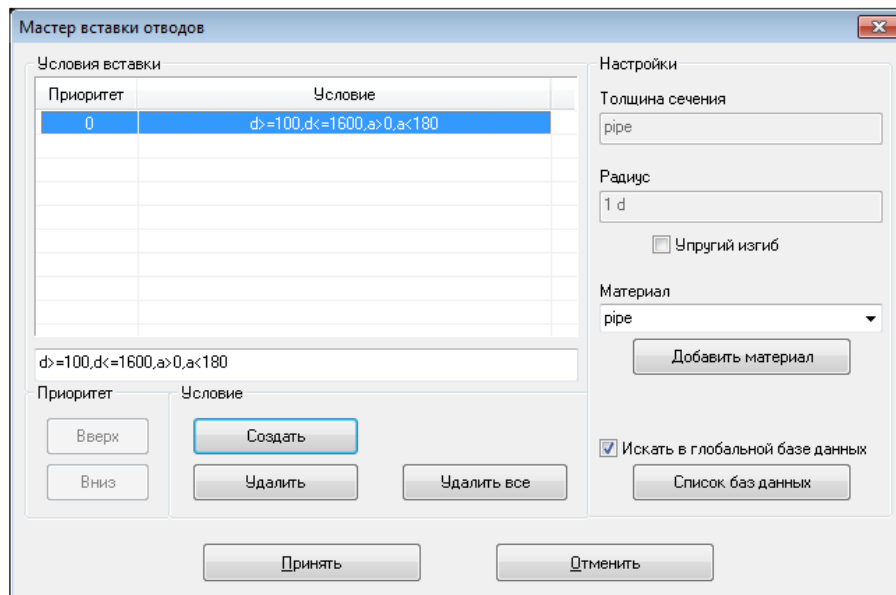 Мастер вставки отводов
Условия вставки
Приоритет Условие
0 d>=100,d<=1600,a>0,a<180
d>=100,d<=1600,a>0,a<180
Приоритет
Вверх
Вниз
Условие
Создать
Удалить
Удалить все
Настройки
Толщина сечения
pipe
Радиус
1 d
Упругий изгиб
Материал
pipe
Добавить материал
Искать в глобальной базе данных
Список баз данных
Принять
Отменить